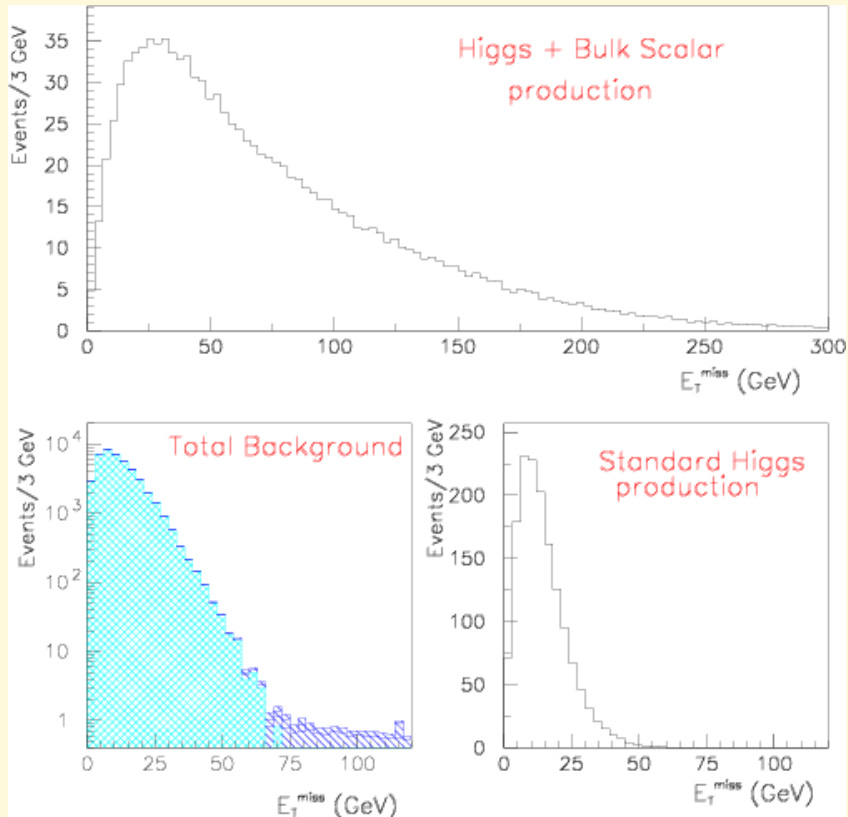 Higgs + Bulk Scalar
production
Events/3 GeV
35
30
25
20
15
10
5
0
0 50 100 150 200 250 300
E_T^miss (GeV)
Total Background
Events/3 GeV
10^4
10^3
10^2
10
1
0 25 50 75 100
E_T^miss (GeV)
Standard Higgs
production
Events/3 GeV
250
200
150
100
50
0
0 25 50 75 100
E_T^miss (GeV)